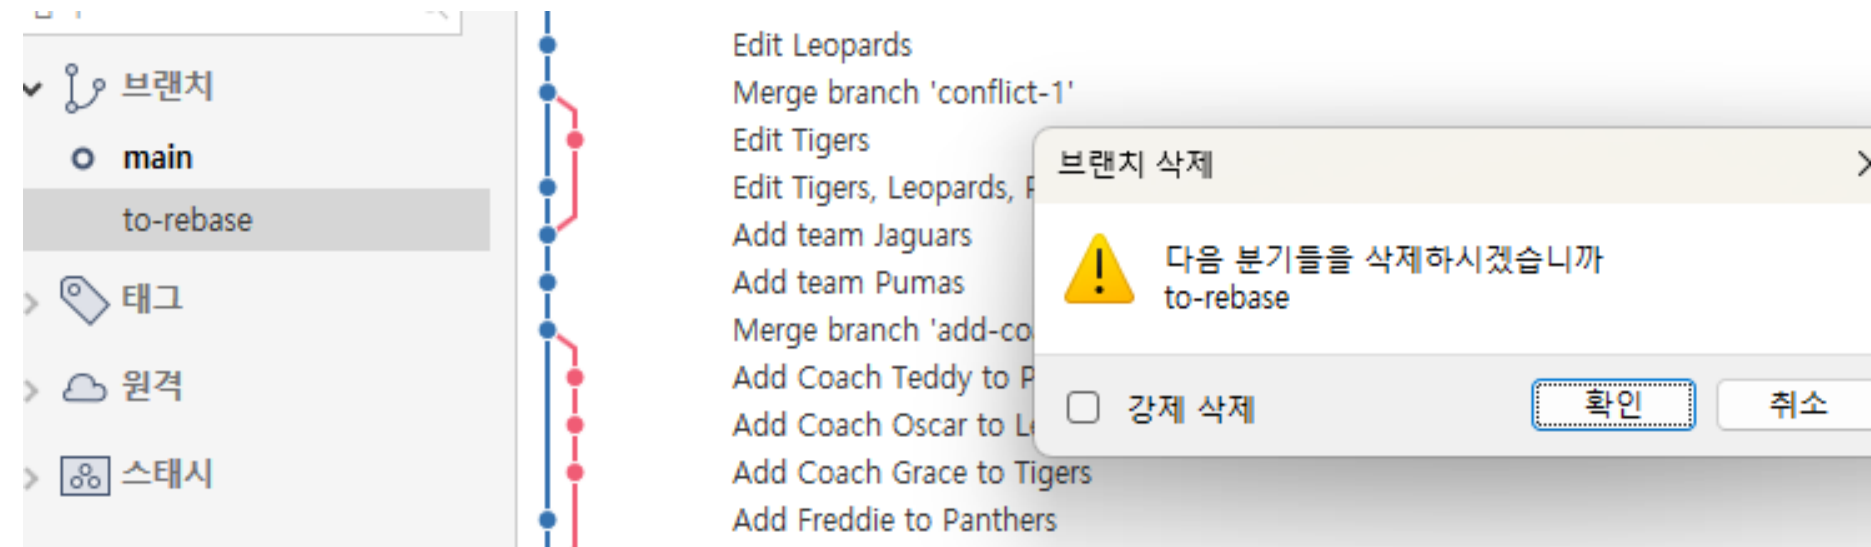 브랜치
main
to-rebase
태그
원격
스태시
Edit Leopards
Merge branch 'conflict-1'
Edit Tigers
Edit Tigers, Leopards,
Add team Jaguars
Add team Pumas
Merge branch 'add-co
Add Coach Teddy to P
Add Coach Oscar to Le
Add Coach Grace to Tigers
Add Freddie to Panthers
브랜치 삭제
다음 분기들을 삭제하시겠습니까
to-rebase
강제 삭제
확인
취소